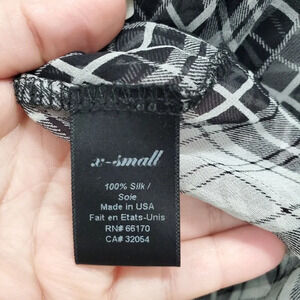 x-small
100% Silk /
Soie
Made in USA
Fait en Etats-Unis
RN# 66170
CA# 32054